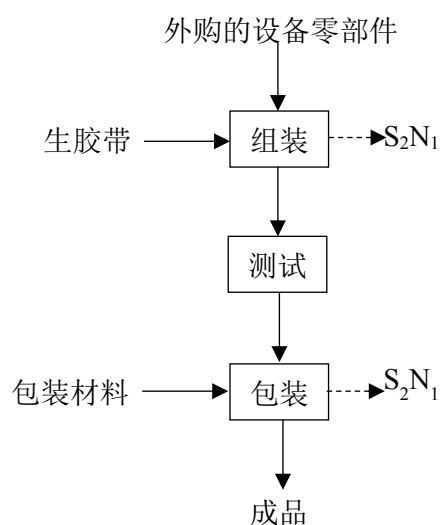 外购的设备零部件
生胶带
组装
S₂N₁
测试
包装材料
包装
S₂N₁
成品